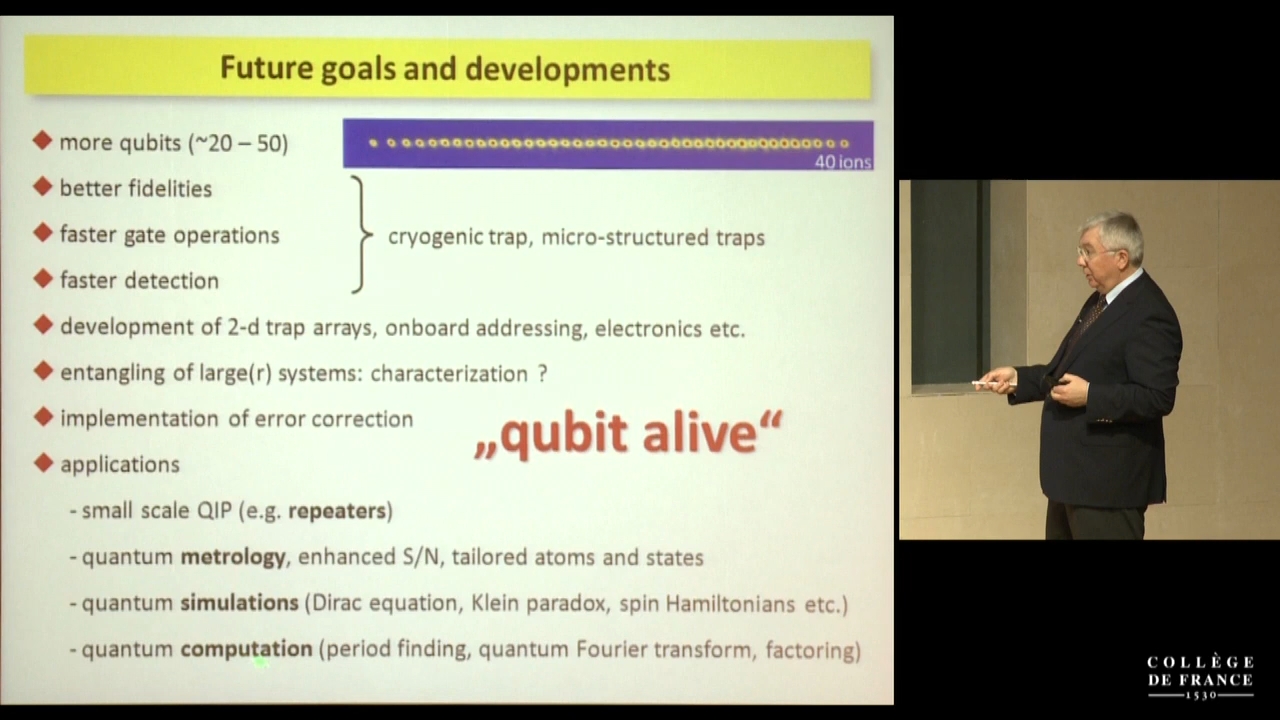 Future goals and developments
more qubits (~20 – 50)
40 ions
better fidelities
faster gate operations
cryogenic trap, micro-structured traps
faster detection
development of 2-d trap arrays, onboard addressing, electronics etc.
entangling of large(r) systems: characterization ?
implementation of error correction
„qubit alive“
applications
- small scale QIP (e.g. repeaters)
- quantum metrology, enhanced S/N, tailored atoms and states
- quantum simulations (Dirac equation, Klein paradox, spin Hamiltonians etc.)
- quantum computation (period finding, quantum Fourier transform, factoring)
COLLÈGE
DE FRANCE
1530